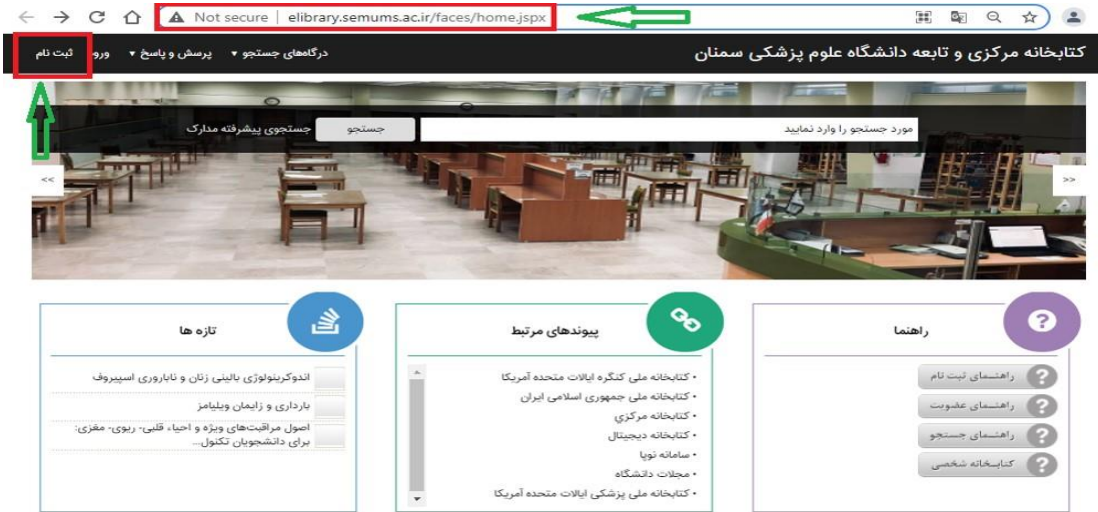 Not secure | elibrary.semums.ac.ir/faces/home.jspx
کتابخانه مرکزی و تابعه دانشگاه علوم پزشکی سمنان
درگاههای جستجو ▾ پرسش و پاسخ ▾ ورود ثبت نام
مورد جستجو را وارد نمایید
جستجو
جستجوی پیشرفته مدارک
>>
<<
راهنما
راهنمای ثبت نام
راهنمای عضویت
راهنمای جستجو
کتابخانه شخصی
پیوندهای مرتبط
• کتابخانه ملی کنگره ایالات متحده آمریکا
• کتابخانه ملی جمهوری اسلامی ایران
• کتابخانه مرکزي
• کتابخانه دیجیتال
• سامانه نوپا
• مجلات دانشگاه
• کتابخانه ملی پزشکی ایالات متحده آمریکا
تازه ها
اندوکرینولوژی بالینی زنان و ناباروری اسپیروف
بارداری و زایمان ویلیامز
اصول مراقبت‌های ویژه و احیاء قلبی- ریوی- مغزی:
برای دانشجویان تکنول...